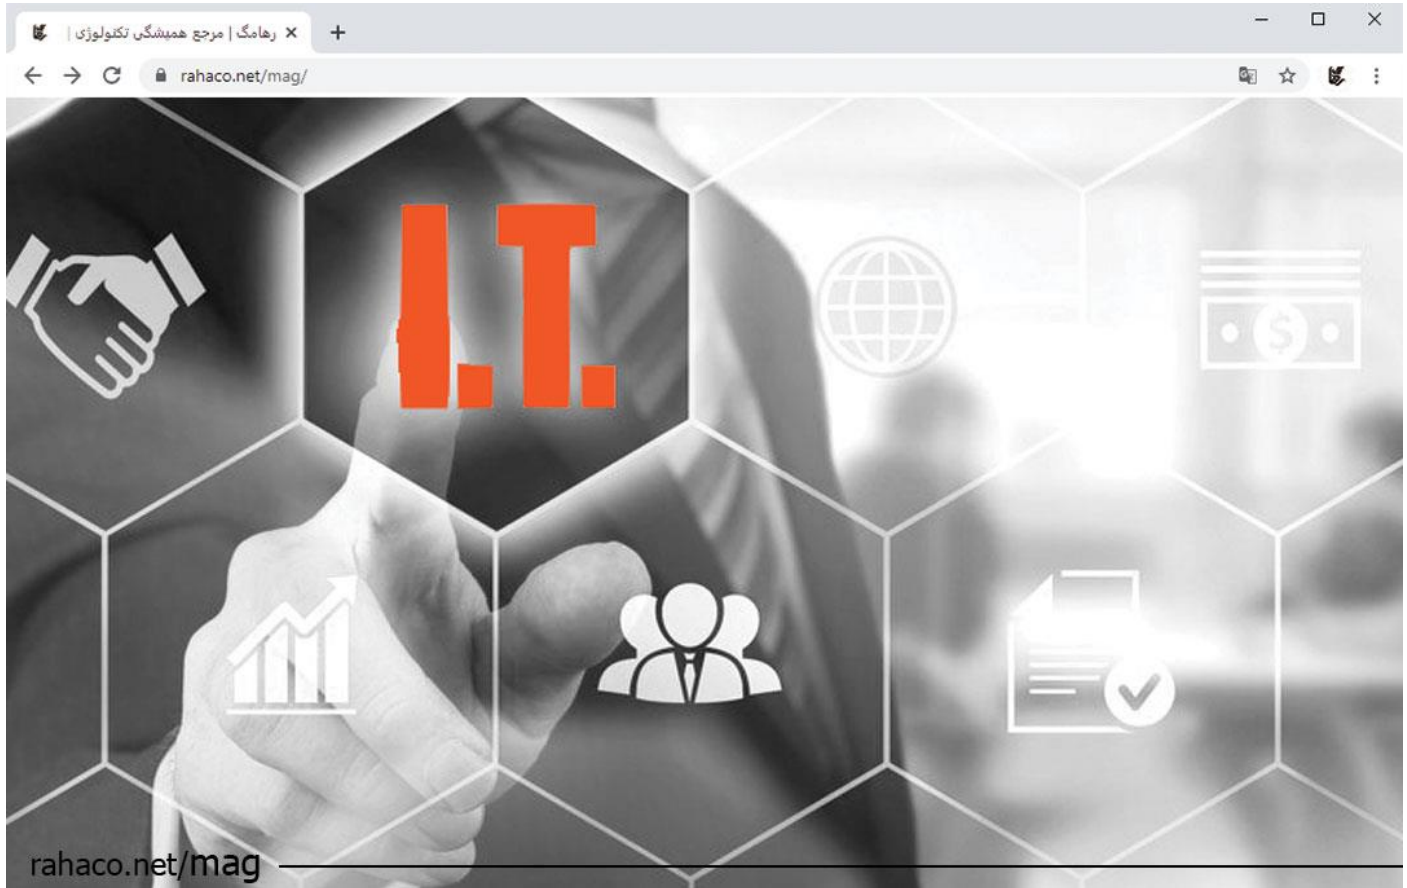 رهامگ | مرجع همیشگی تکنولوژی |
rahaco.net/mag/
I.T.
$
rahaco.net/mag